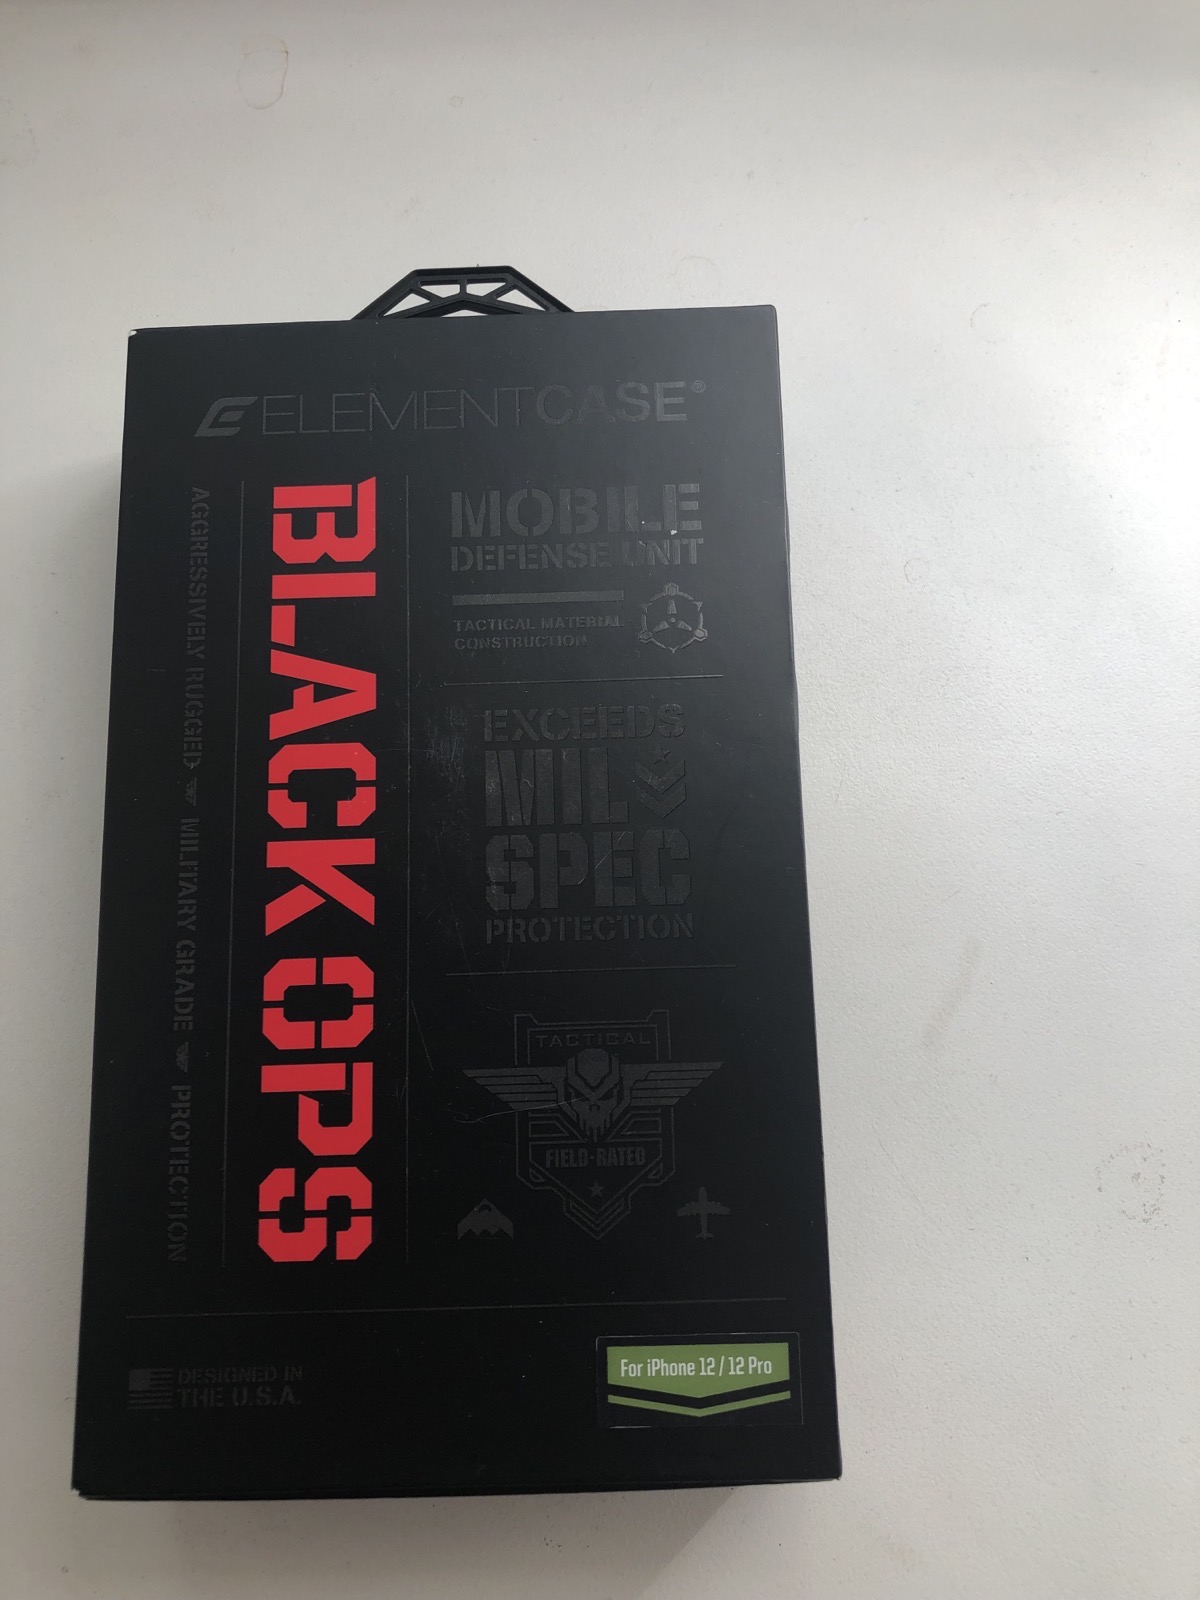 ELEMENTCASE®
AGGRESSIVELY RUGGED MILITARY GRADE PROTECTION
BLACK OPS
MOBILE
DEFENSE UNIT
TACTICAL MATERIAL
CONSTRUCTION
EXCEEDS
MIL
SPEC
PROTECTION
TACTICAL
FIELD-RATED
DESIGNED IN
THE U.S.A.
For iPhone 12 / 12 Pro